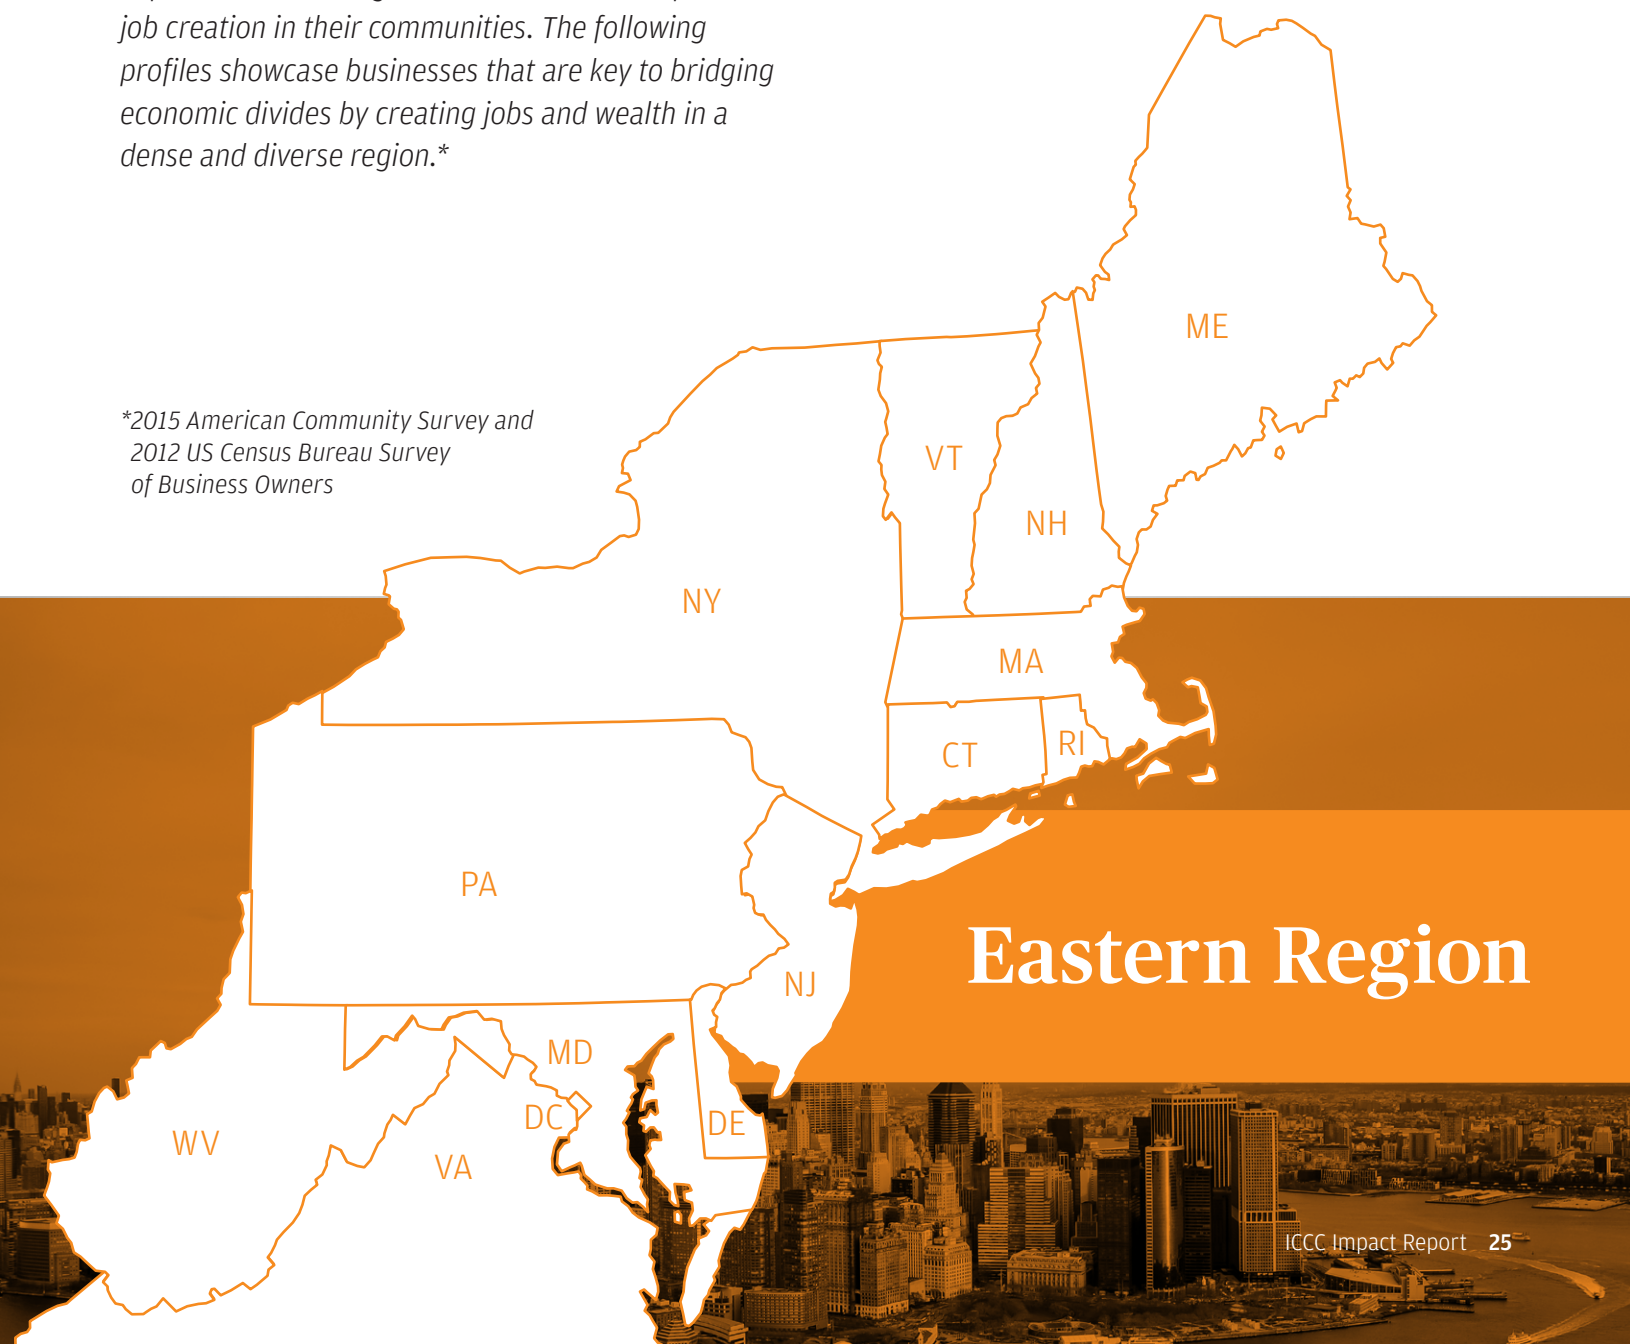 job creation in their communities. The following
profiles showcase businesses that are key to bridging
economic divides by creating jobs and wealth in a
dense and diverse region.*
ME
*2015 American Community Survey and
2012 US Census Bureau Survey
of Business Owners
VT
NH
NY
MA
RI
CT
PA
Eastern Region
NJ
MD
DC
DE
WV
VA
ICCC Impact Report 25